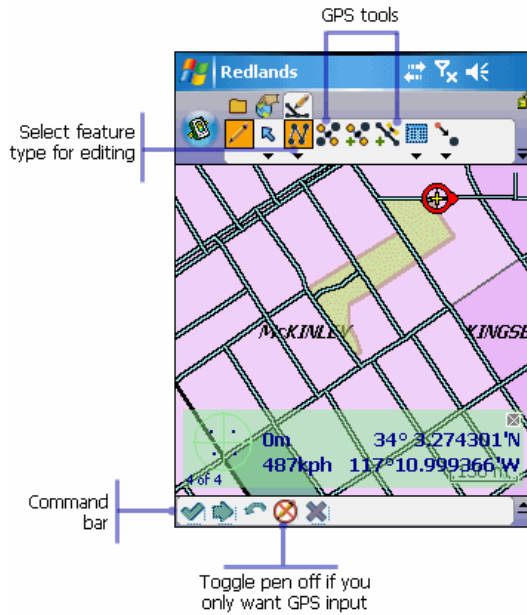 GPS tools
Redlands
Select feature
type for editing
McKINLEY
KINGSB
0m
34° 3.274301'N
487kph
117°10.999366'W
4 of 4
150 m
Command
bar
Toggle pen off if you
only want GPS input